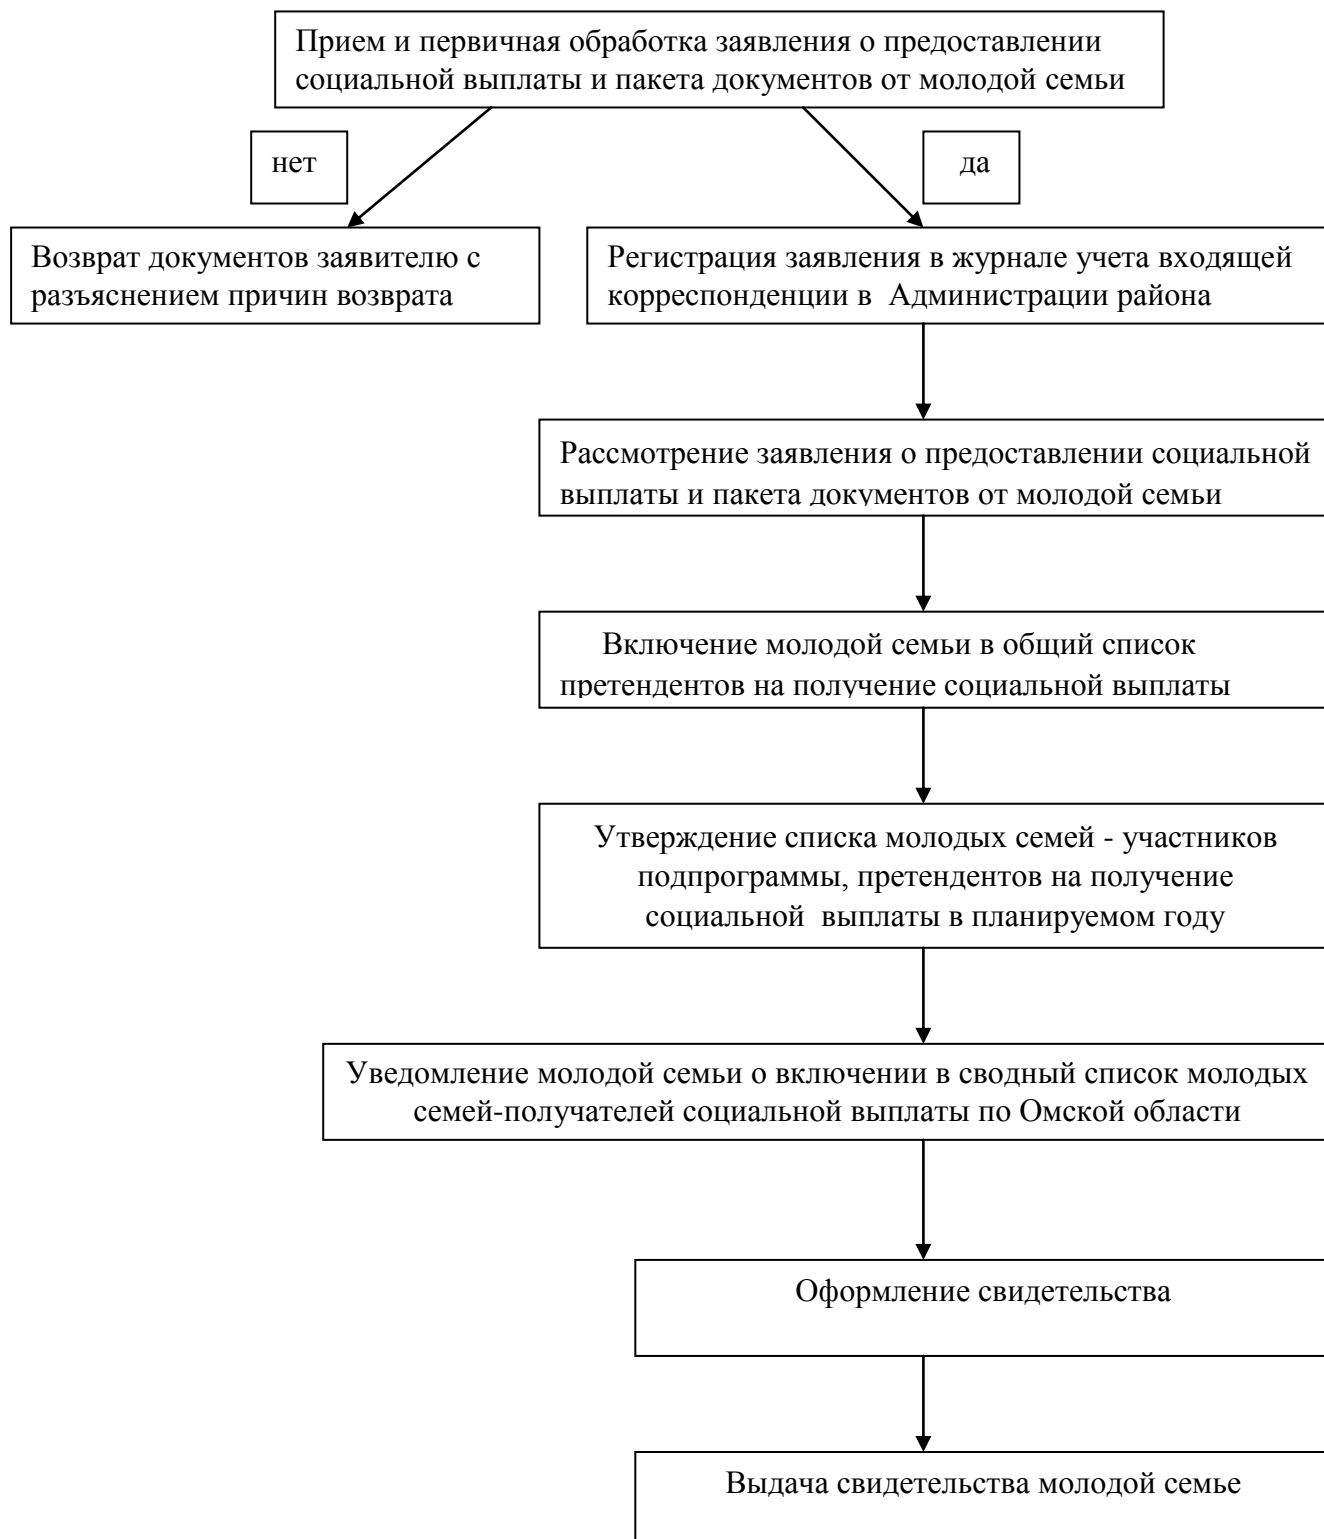 Прием и первичная обработка заявления о предоставлении
социальной выплаты и пакета документов от молодой семьи
нет
да
Возврат документов заявителю с
разъяснением причин возврата
Регистрация заявления в журнале учета входящей
корреспонденции в Администрации района
Рассмотрение заявления о предоставлении социальной
выплаты и пакета документов от молодой семьи
Включение молодой семьи в общий список
претендентов на получение социальной выплаты
Утверждение списка молодых семей - участников
подпрограммы, претендентов на получение
социальной выплаты в планируемом году
Уведомление молодой семьи о включении в сводный список молодых
семей-получателей социальной выплаты по Омской области
Оформление свидетельства
Выдача свидетельства молодой семье